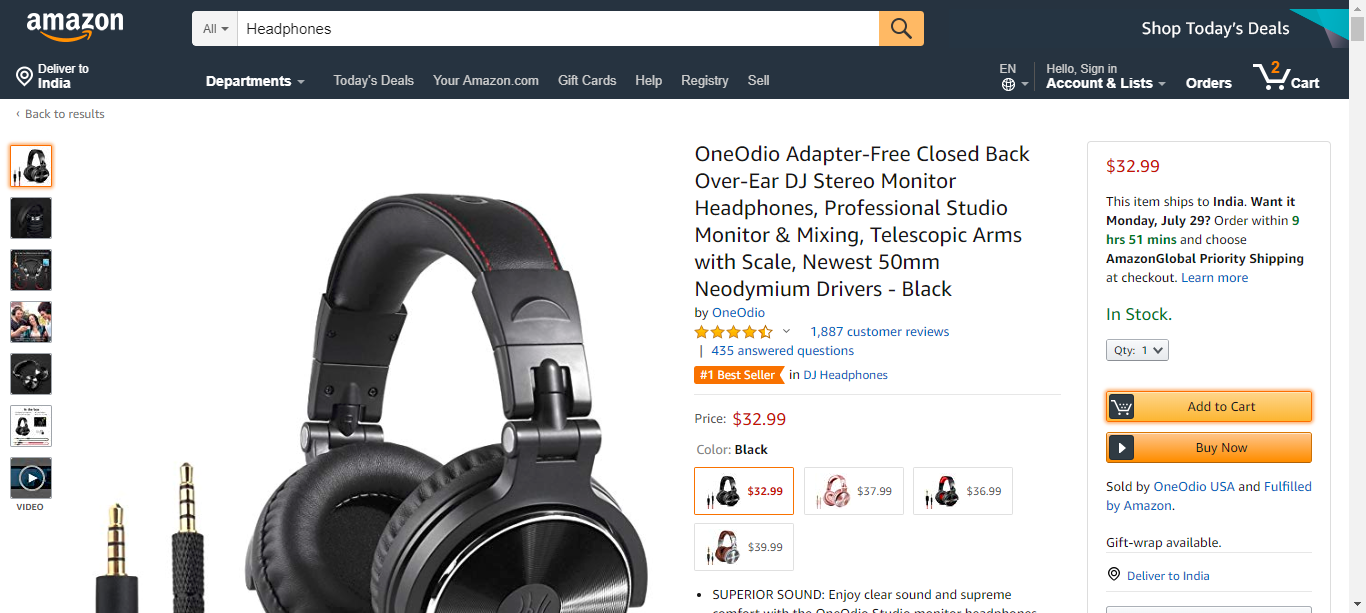 amazon
All
Headphones
Shop Today's Deals
Deliver to
India
Departments
Today's Deals
Your Amazon.com
Gift Cards
Help
Registry
Sell
EN
Hello, Sign in
Account & Lists
Orders
2
Cart
‹ Back to results
VIDEO
OneOdio Adapter-Free Closed Back
Over-Ear DJ Stereo Monitor
Headphones, Professional Studio
Monitor & Mixing, Telescopic Arms
with Scale, Newest 50mm
Neodymium Drivers - Black
by OneOdio
1,887 customer reviews
| 435 answered questions
#1 Best Seller in DJ Headphones
Price: $32.99
Color: Black
$32.99
$37.99
$36.99
$39.99
• SUPERIOR SOUND: Enjoy clear sound and supreme
comfort with the OneOdio Studio monitor headphones
$32.99
This item ships to India. Want it
Monday, July 29? Order within 9
hrs 51 mins and choose
AmazonGlobal Priority Shipping
at checkout. Learn more
In Stock.
Qty: 1
Add to Cart
Buy Now
Sold by OneOdio USA and Fulfilled
by Amazon.
Gift-wrap available.
Deliver to India